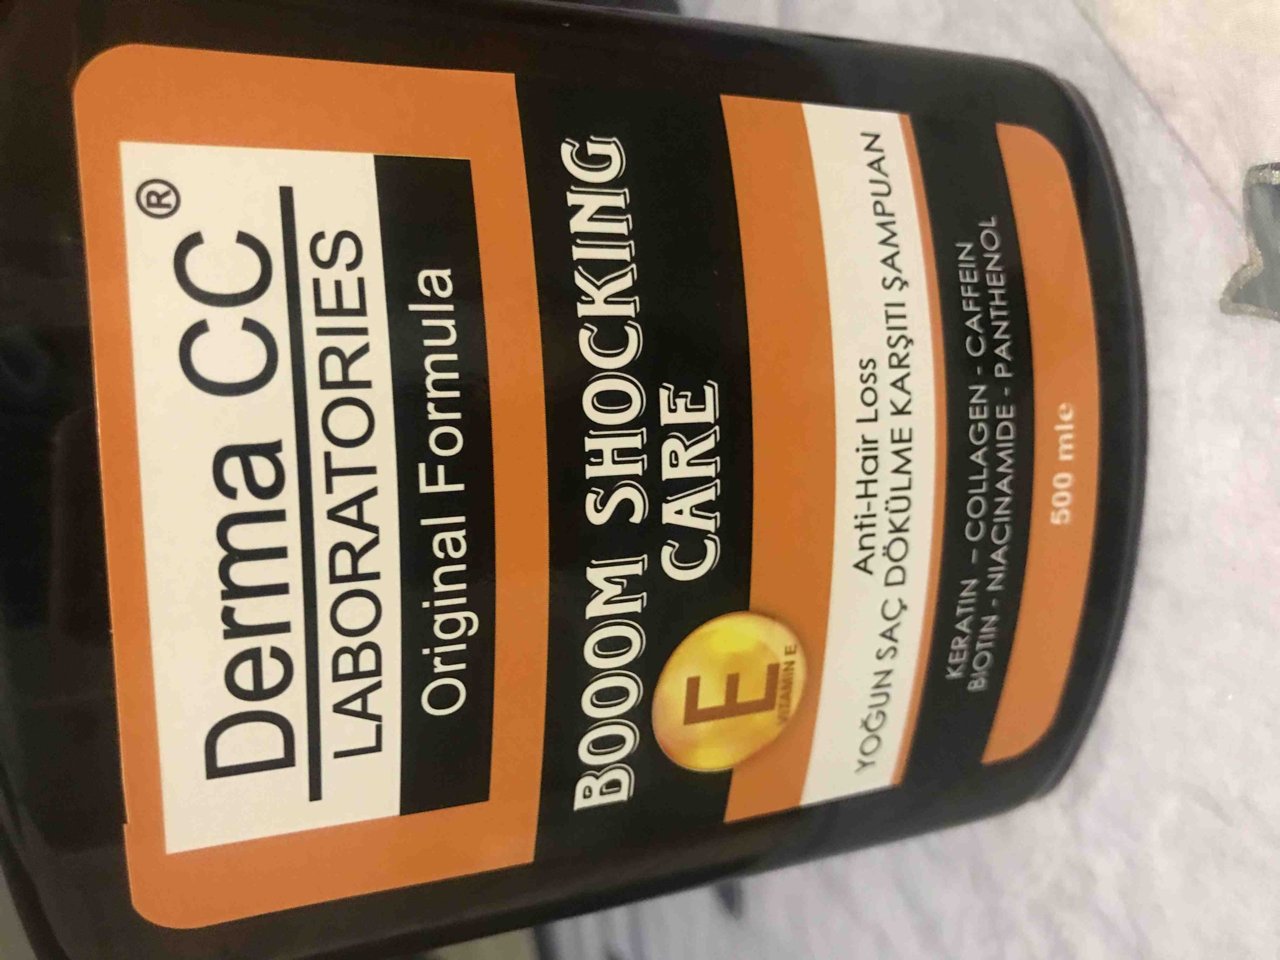 Derma CC®
LABORATORIES
Original Formula
BOOOM SHOCKING
CARE
E
VITAMIN E
Anti-Hair Loss
YOĞUN SAÇ DÖKÜLME KARŞITI ŞAMPUAN
KERATIN - COLLAGEN - CAFFEIN
BIOTIN - NIACINAMIDE - PANTHENOL
500 mle